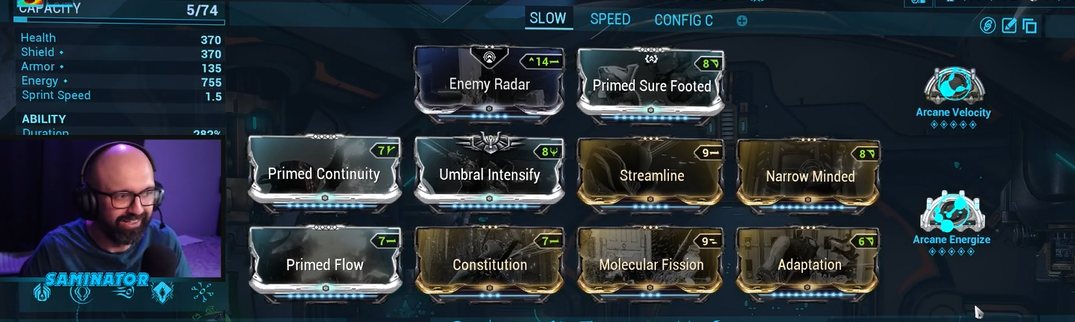 CAPACITY 5/74
SLOW SPEED CONFIG C
Health 370
Shield 370
Armor 135
Energy 755
Sprint Speed 1.5
ABILITY
Duration 282%
14
Enemy Radar
8
Primed Sure Footed
Arcane Velocity
7
Primed Continuity
8
Umbral Intensify
9
Streamline
8
Narrow Minded
Arcane Energize
7
Primed Flow
7
Constitution
9
Molecular Fission
6
Adaptation
SAMINATOR